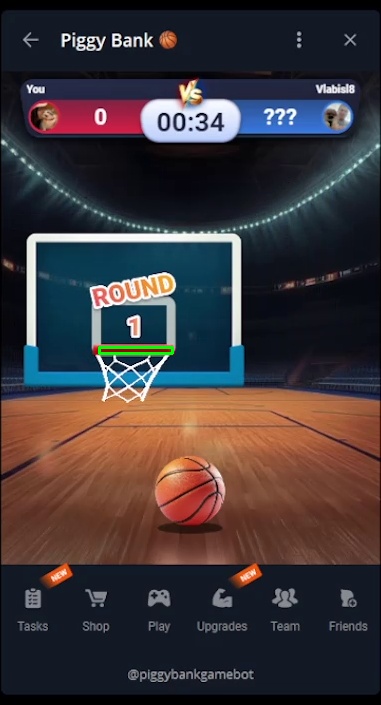 Piggy Bank 🏀
You
VS
Vlabisl8
0
00:34
???
ROUND
1
NEW
NEW
Tasks
Shop
Play
Upgrades
Team
Friends
@piggybankgamebot